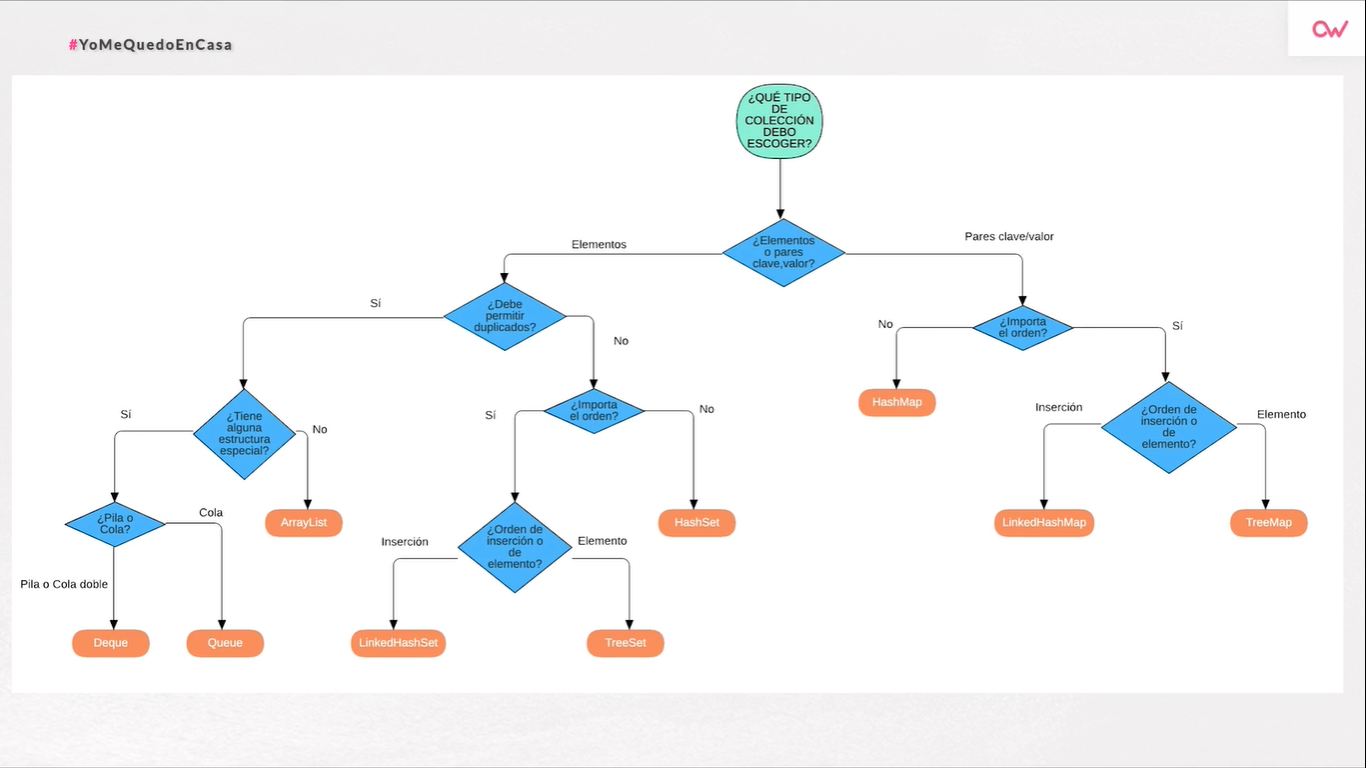 #YoMeQuedoEnCasa
CW
¿QUÉ TIPO
DE
COLECCIÓN
DEBO
ESCOGER?
¿Elementos
o pares
clave,valor?
Elementos
Pares clave/valor
¿Debe
permitir
duplicados?
Sí
No
¿Importa
el orden?
No
Sí
HashMap
¿Orden de
inserción o
de
elemento?
Inserción
Elemento
LinkedHashMap
TreeMap
¿Tiene
alguna
estructura
especial?
Sí
No
¿Importa
el orden?
Sí
No
¿Pila o
Cola?
Cola
ArrayList
HashSet
¿Orden de
inserción o
de
elemento?
Inserción
Elemento
Pila o Cola doble
Deque
Queue
LinkedHashSet
TreeSet